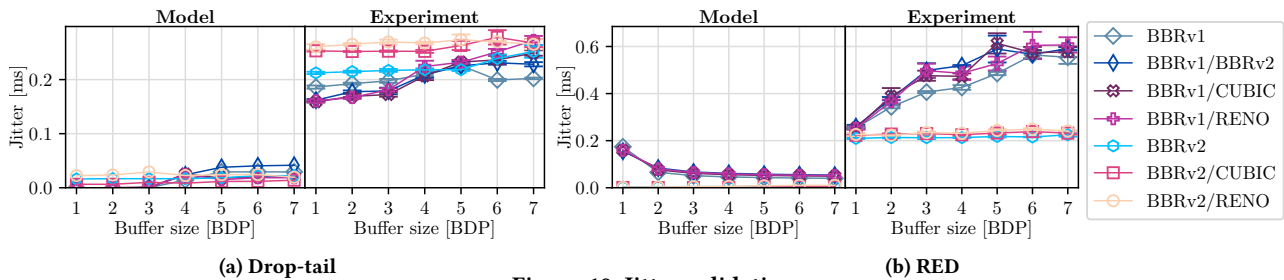 Model Experiment
Jitter [ms]
0.2
0.1
0.0
1 2 3 4 5 6 7 1 2 3 4 5 6 7
Buffer size [BDP] Buffer size [BDP]
(a) Drop-tail
Model Experiment
Jitter [ms]
0.6
0.4
0.2
0.0
1 2 3 4 5 6 7 1 2 3 4 5 6 7
Buffer size [BDP] Buffer size [BDP]
(b) RED
BBRv1
BBRv1/BBRv2
BBRv1/CUBIC
BBRv1/RENO
BBRv2
BBRv2/CUBIC
BBRv2/RENO